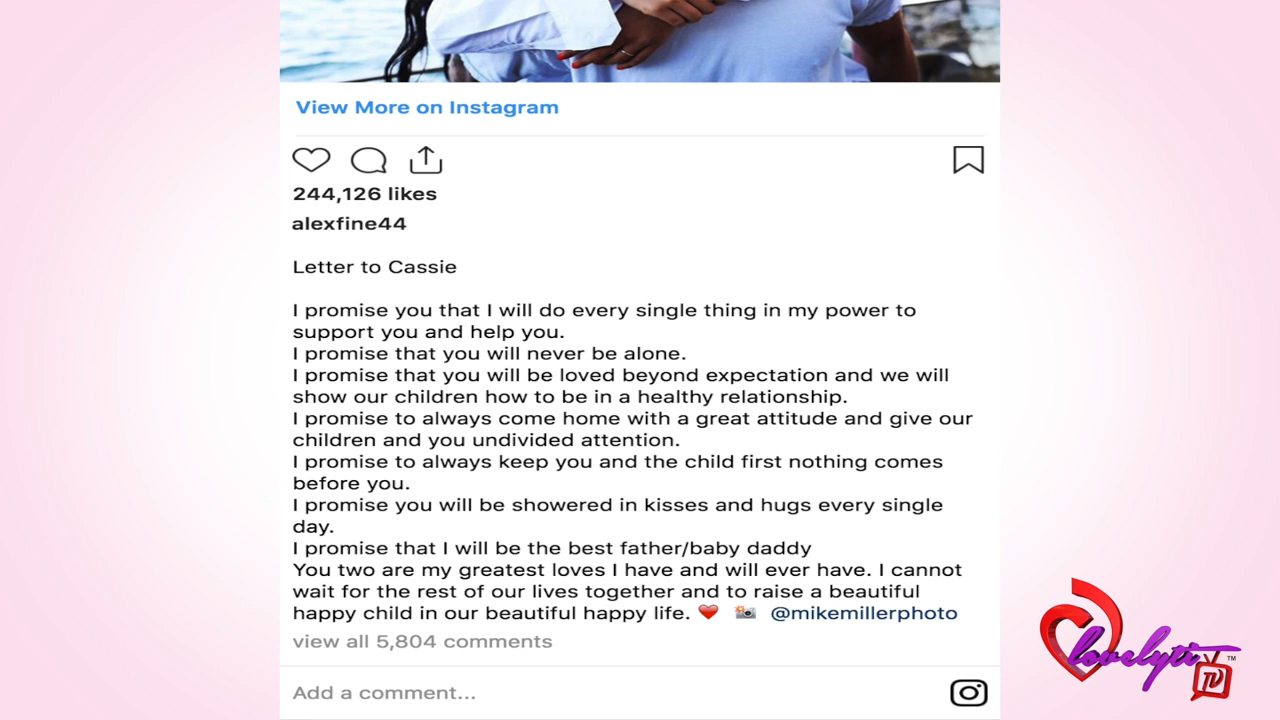 View More on Instagram
244,126 likes
alexfine44
Letter to Cassie
I promise you that I will do every single thing in my power to
support you and help you.
I promise that you will never be alone.
I promise that you will be loved beyond expectation and we will
show our children how to be in a healthy relationship.
I promise to always come home with a great attitude and give our
children and you undivided attention.
I promise to always keep you and the child first nothing comes
before you.
I promise you will be showered in kisses and hugs every single
day.
I promise that I will be the best father/baby daddy
You two are my greatest loves I have and will ever have. I cannot
wait for the rest of our lives together and to raise a beautiful
happy child in our beautiful happy life. ❤️ 📸 @mikemillerphoto
view all 5,804 comments
Add a comment...
lovelyti ™
TV